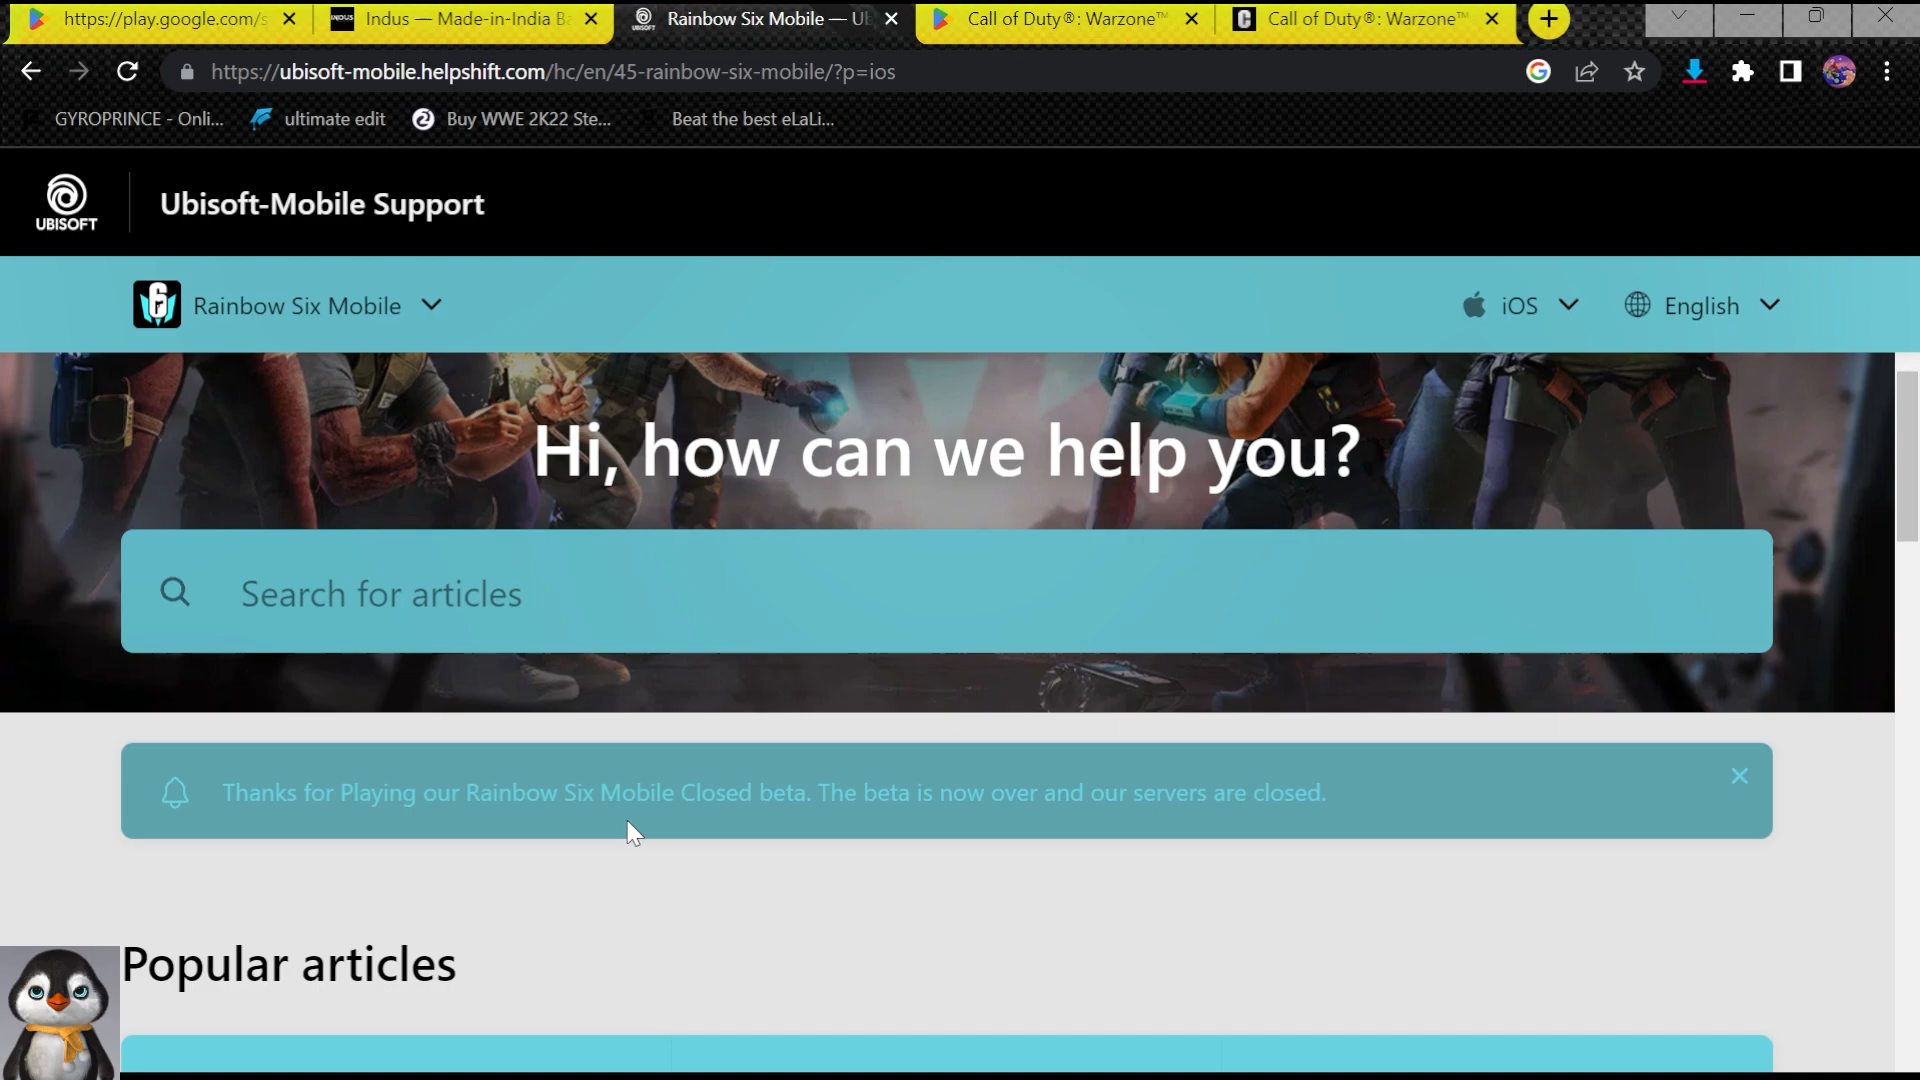 https://play.google.com/s
Indus — Made-in-India Ba
Rainbow Six Mobile — Ub
Call of Duty®: Warzone™
Call of Duty®: Warzone™
https://ubisoft-mobile.helpshift.com/hc/en/45-rainbow-six-mobile/?p=ios
GYROPRINCE - Onli...
ultimate edit
Buy WWE 2K22 Ste...
Beat the best eLaLi...
UBISOFT
Ubisoft-Mobile Support
Rainbow Six Mobile
iOS
English
Hi, how can we help you?
Search for articles
Thanks for Playing our Rainbow Six Mobile Closed beta. The beta is now over and our servers are closed.
Popular articles